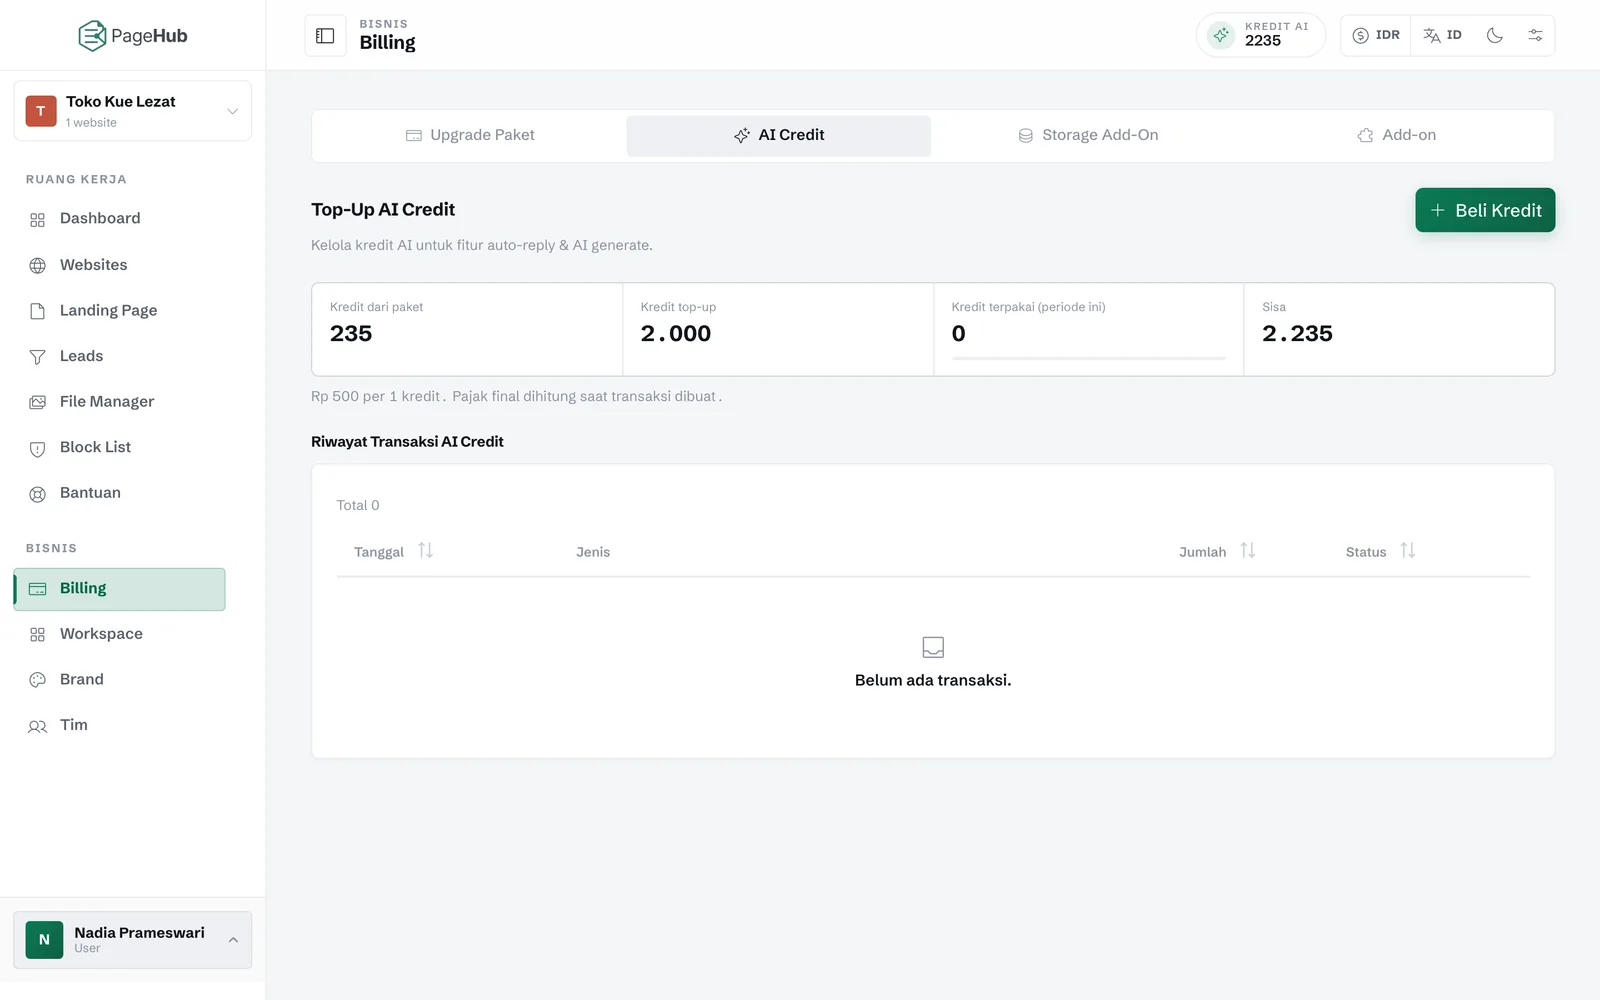 PageHub
BISNIS
Billing
KREDIT AI
2235
IDR
ID
T
Toko Kue Lezat
1 website
RUANG KERJA
Dashboard
Websites
Landing Page
Leads
File Manager
Block List
Bantuan
BISNIS
Billing
Workspace
Brand
Tim
N
Nadia Prameswari
User
Upgrade Paket
AI Credit
Storage Add-On
Add-on
Top-Up AI Credit
Kelola kredit AI untuk fitur auto-reply & AI generate.
+ Beli Kredit
Kredit dari paket
235
Kredit top-up
2.000
Kredit terpakai (periode ini)
0
Sisa
2.235
Rp 500 per 1 kredit. Pajak final dihitung saat transaksi dibuat.
Riwayat Transaksi AI Credit
Total 0
Tanggal
Jenis
Jumlah
Status
Belum ada transaksi.